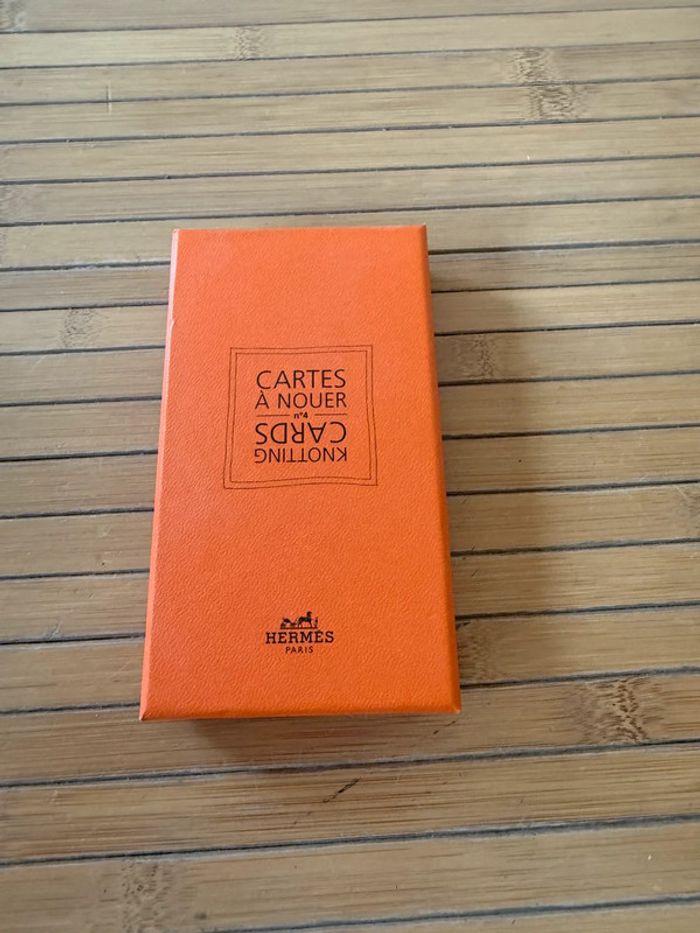 CARTES
À NOUER
n°4
KNOTTING
CARDS
HERMÈS
PARIS